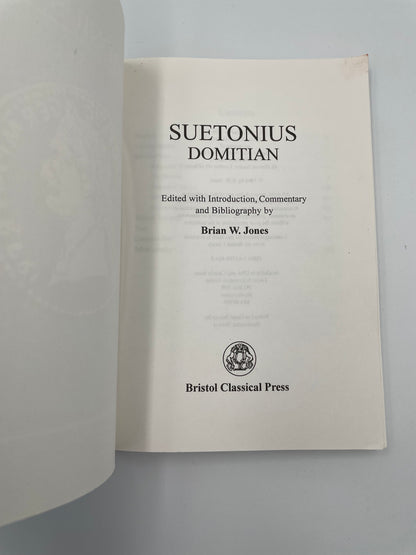 SUETONIUS
DOMITIAN
Edited with Introduction, Commentary
and Bibliography by
Brian W. Jones
Bristol Classical Press